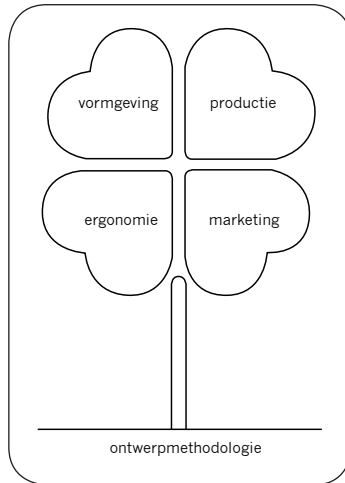 vormgeving
productie
ergonomie
marketing
ontwerpmethodologie